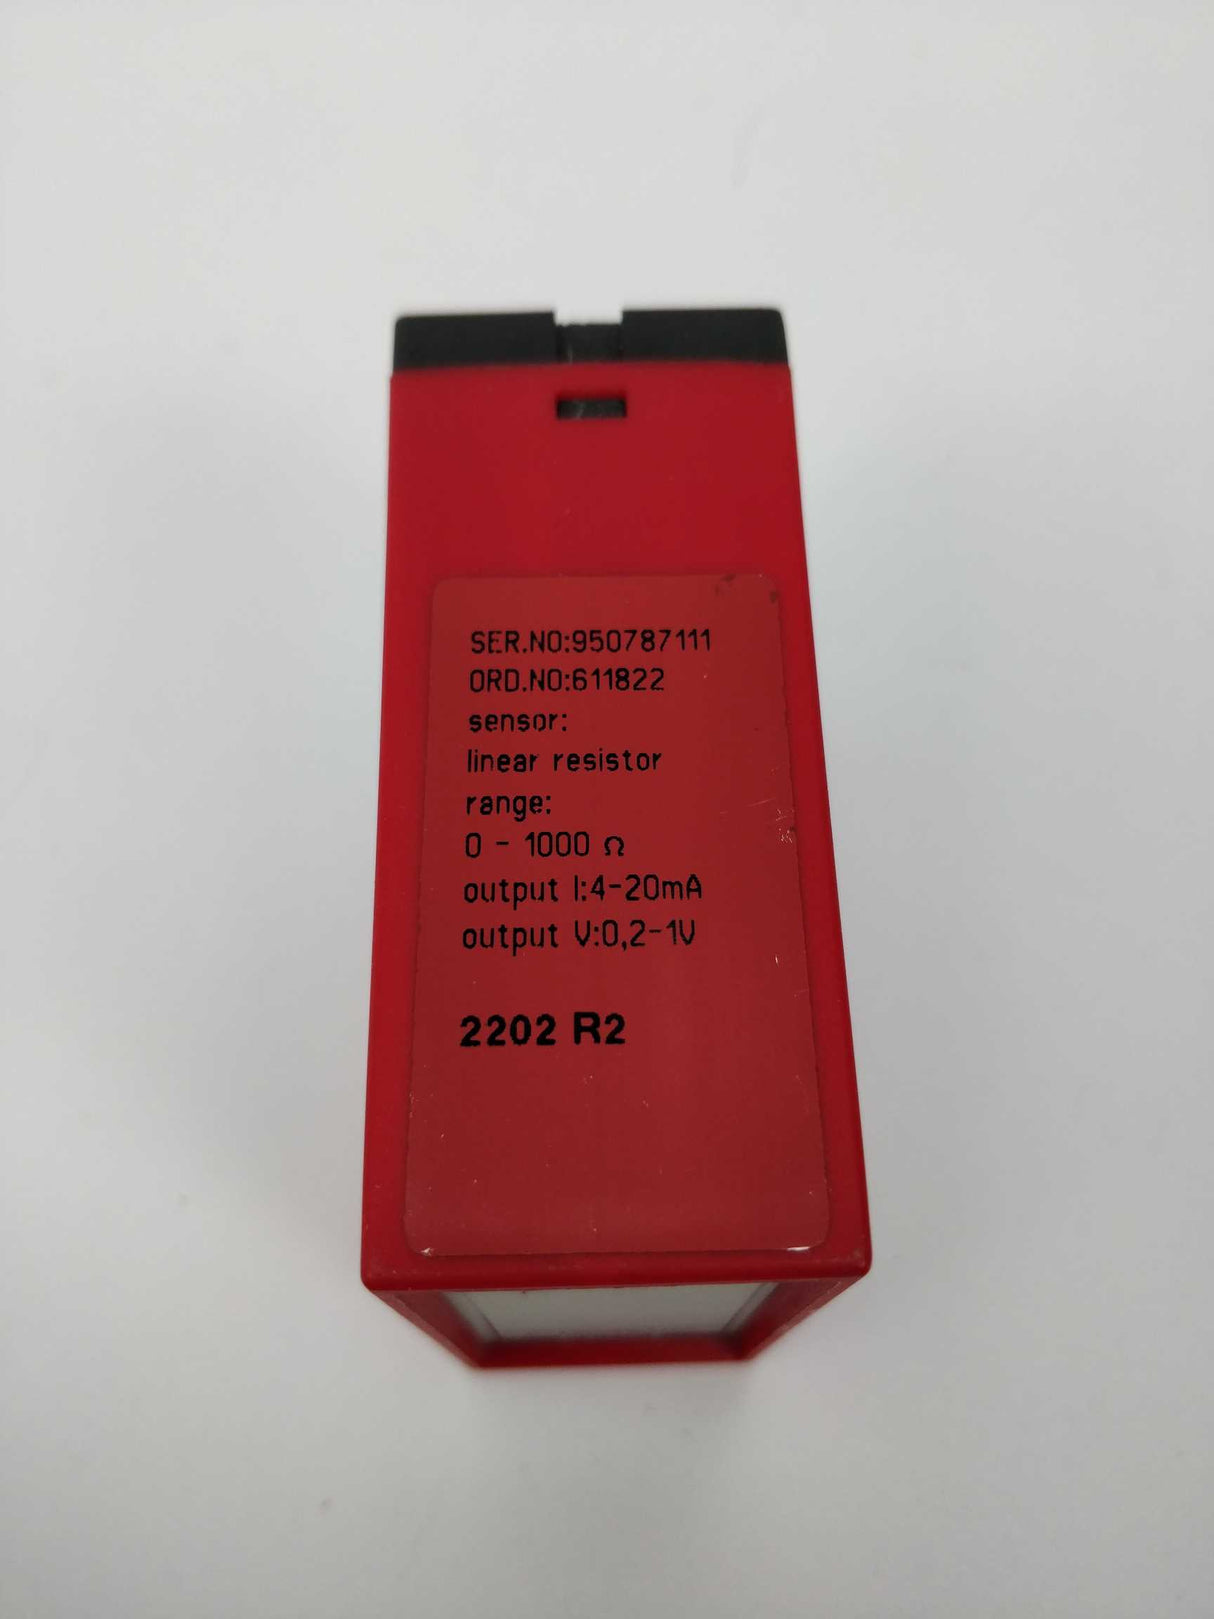 SER.NO:950787111
ORD.NO:611822
sensor:
linear resistor
range:
0 - 1000 Ω
output I:4-20mA
output V:0,2-1V
2202 R2